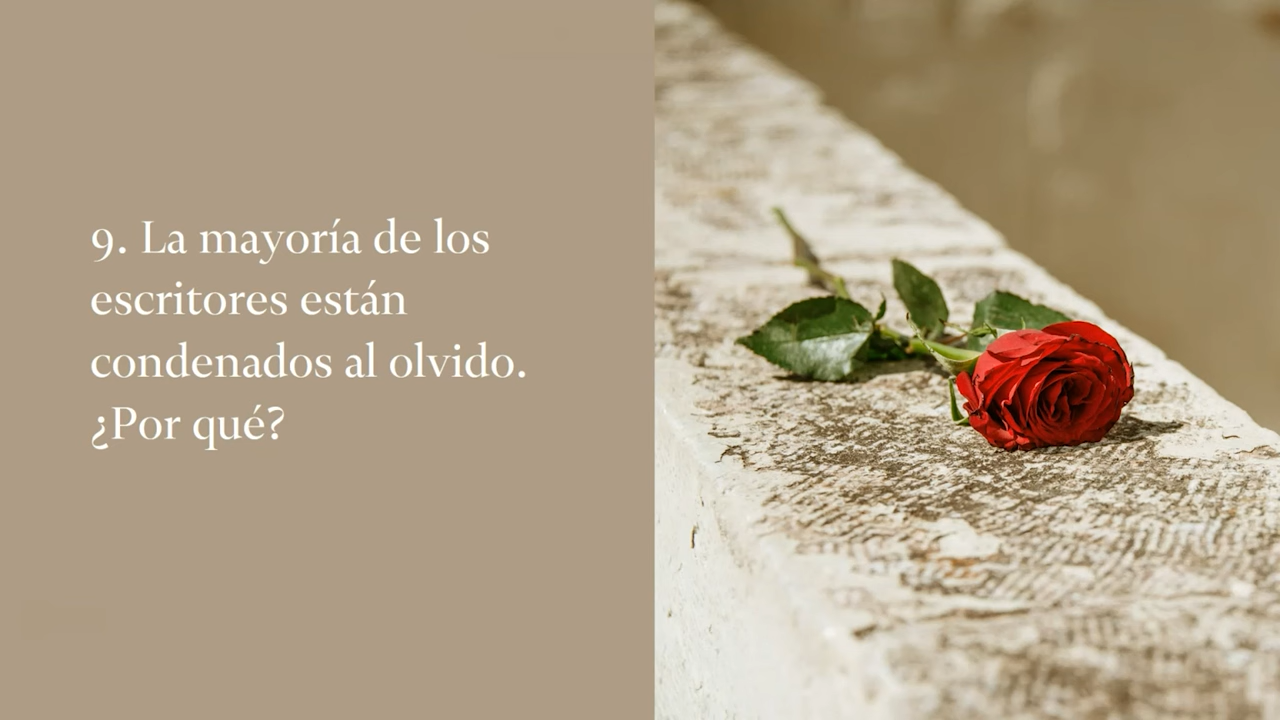 9. La mayoría de los
escritores están
condenados al olvido.
¿Por qué?